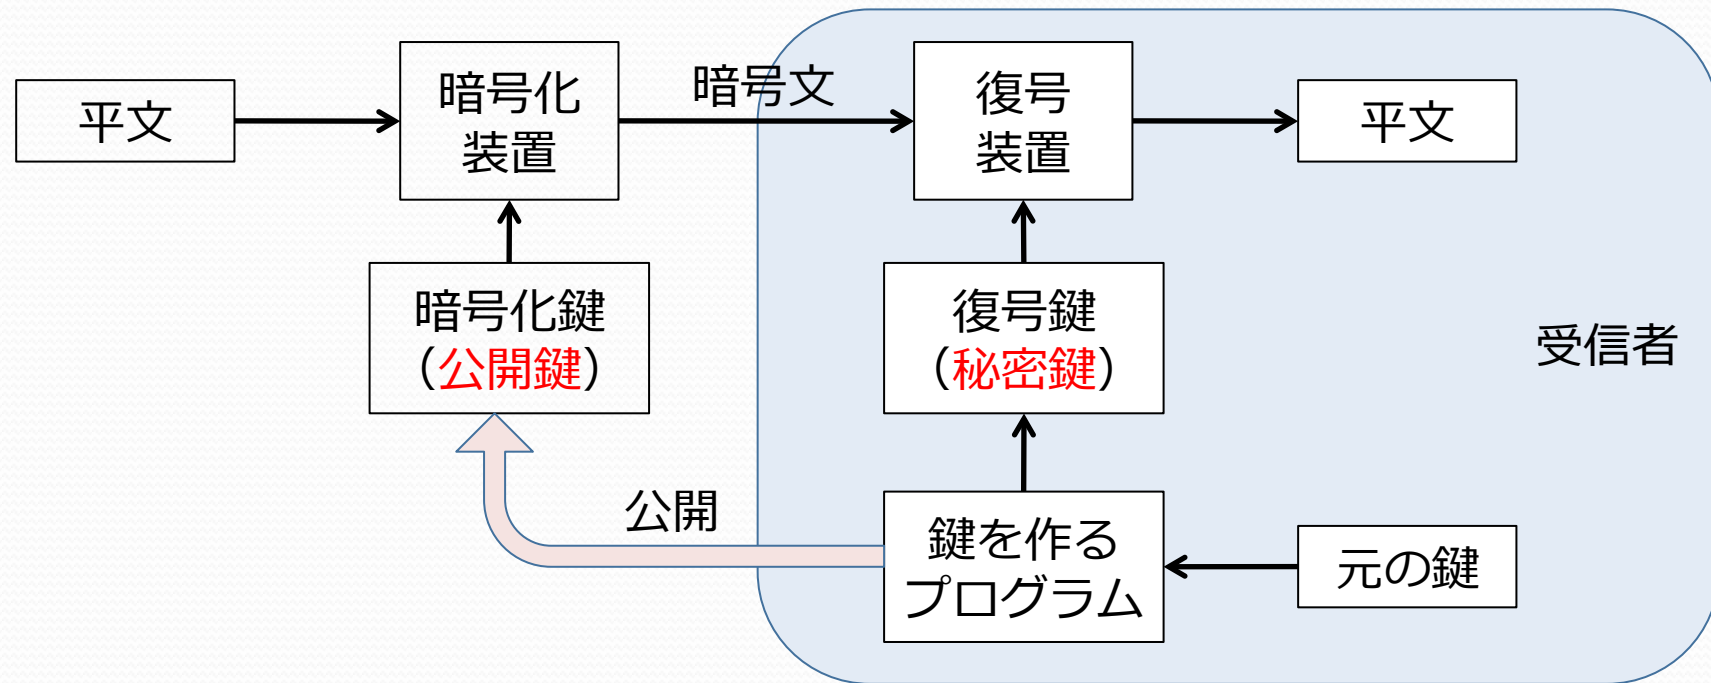 平文
暗号化
装置
暗号文
復号
装置
平文
暗号化鍵
（公開鍵）
復号鍵
（秘密鍵）
受信者
公開
鍵を作る
プログラム
元の鍵